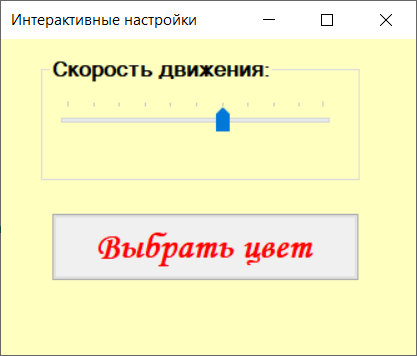 Интерактивные настройки
Скорость движения:
Выбрать цвет